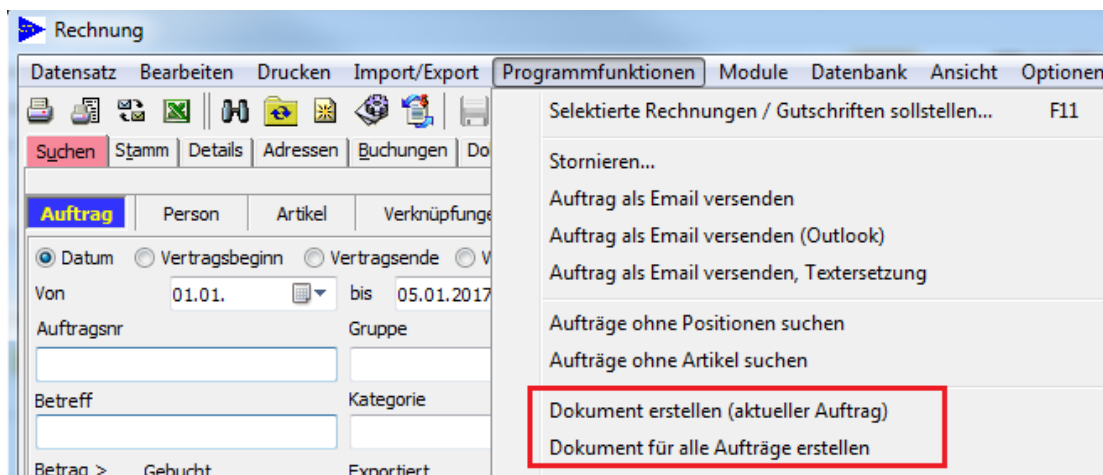 Rechnung
Datensatz Bearbeiten Drucken Import/Export Programmfunktionen Module Datenbank Ansicht Optionen
Selektierte Rechnungen / Gutschriften sollstellen... F11
Suchen Stamm Details Adressen Buchungen
Stornieren...
Auftrag Person Artikel
Auftrag als Email versenden
Auftrag als Email versenden (Outlook)
Datum Vertragsbeginn Vertragsende
Auftrag als Email versenden, Textersetzung
Von 01.01. bis 05.01.2017
Auftragsnr Gruppe
Aufträge ohne Positionen suchen
Aufträge ohne Artikel suchen
Betreff Kategorie
Dokument erstellen (aktueller Auftrag)
Dokument für alle Aufträge erstellen
Betrag > Gebucht Exportiert